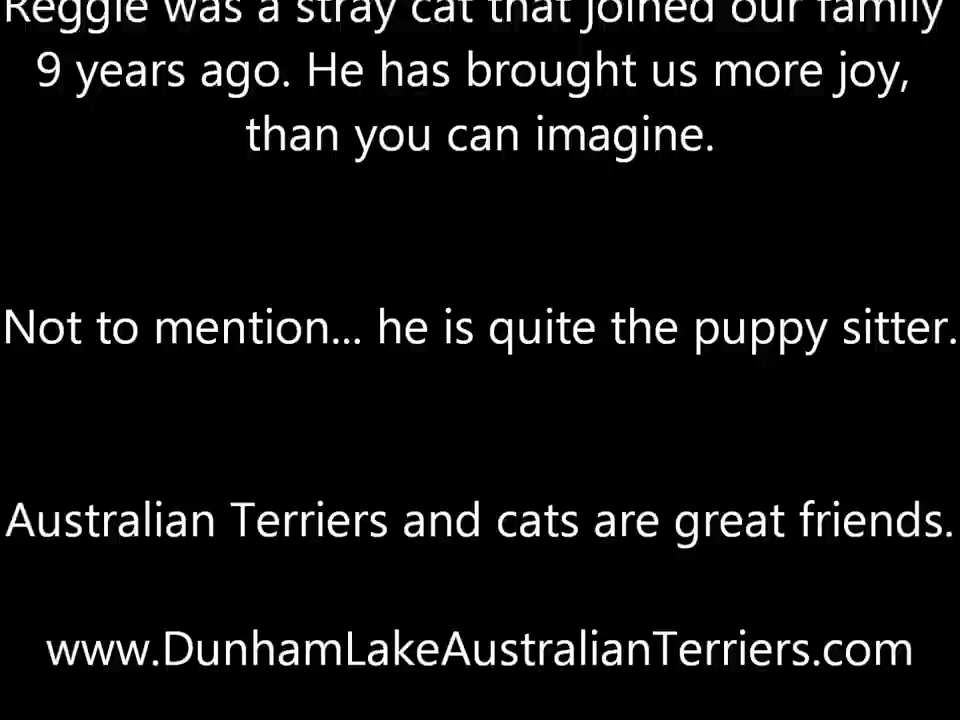 Reggie was a stray cat that joined our family
9 years ago. He has brought us more joy,
than you can imagine.
Not to mention... he is quite the puppy sitter.
Australian Terriers and cats are great friends.
www.DunhamLakeAustralianTerriers.com